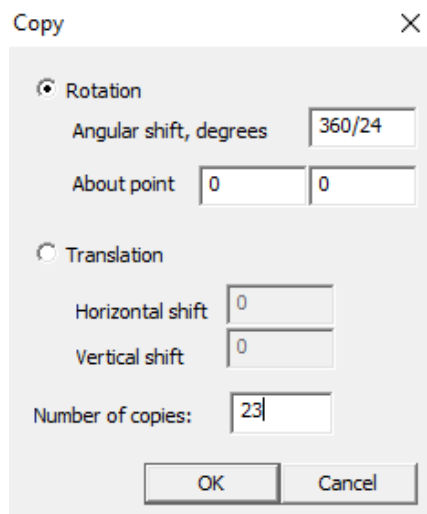 Copy
Rotation
Angular shift, degrees 360/24
About point 0 0
Translation
Horizontal shift 0
Vertical shift 0
Number of copies: 23
OK Cancel